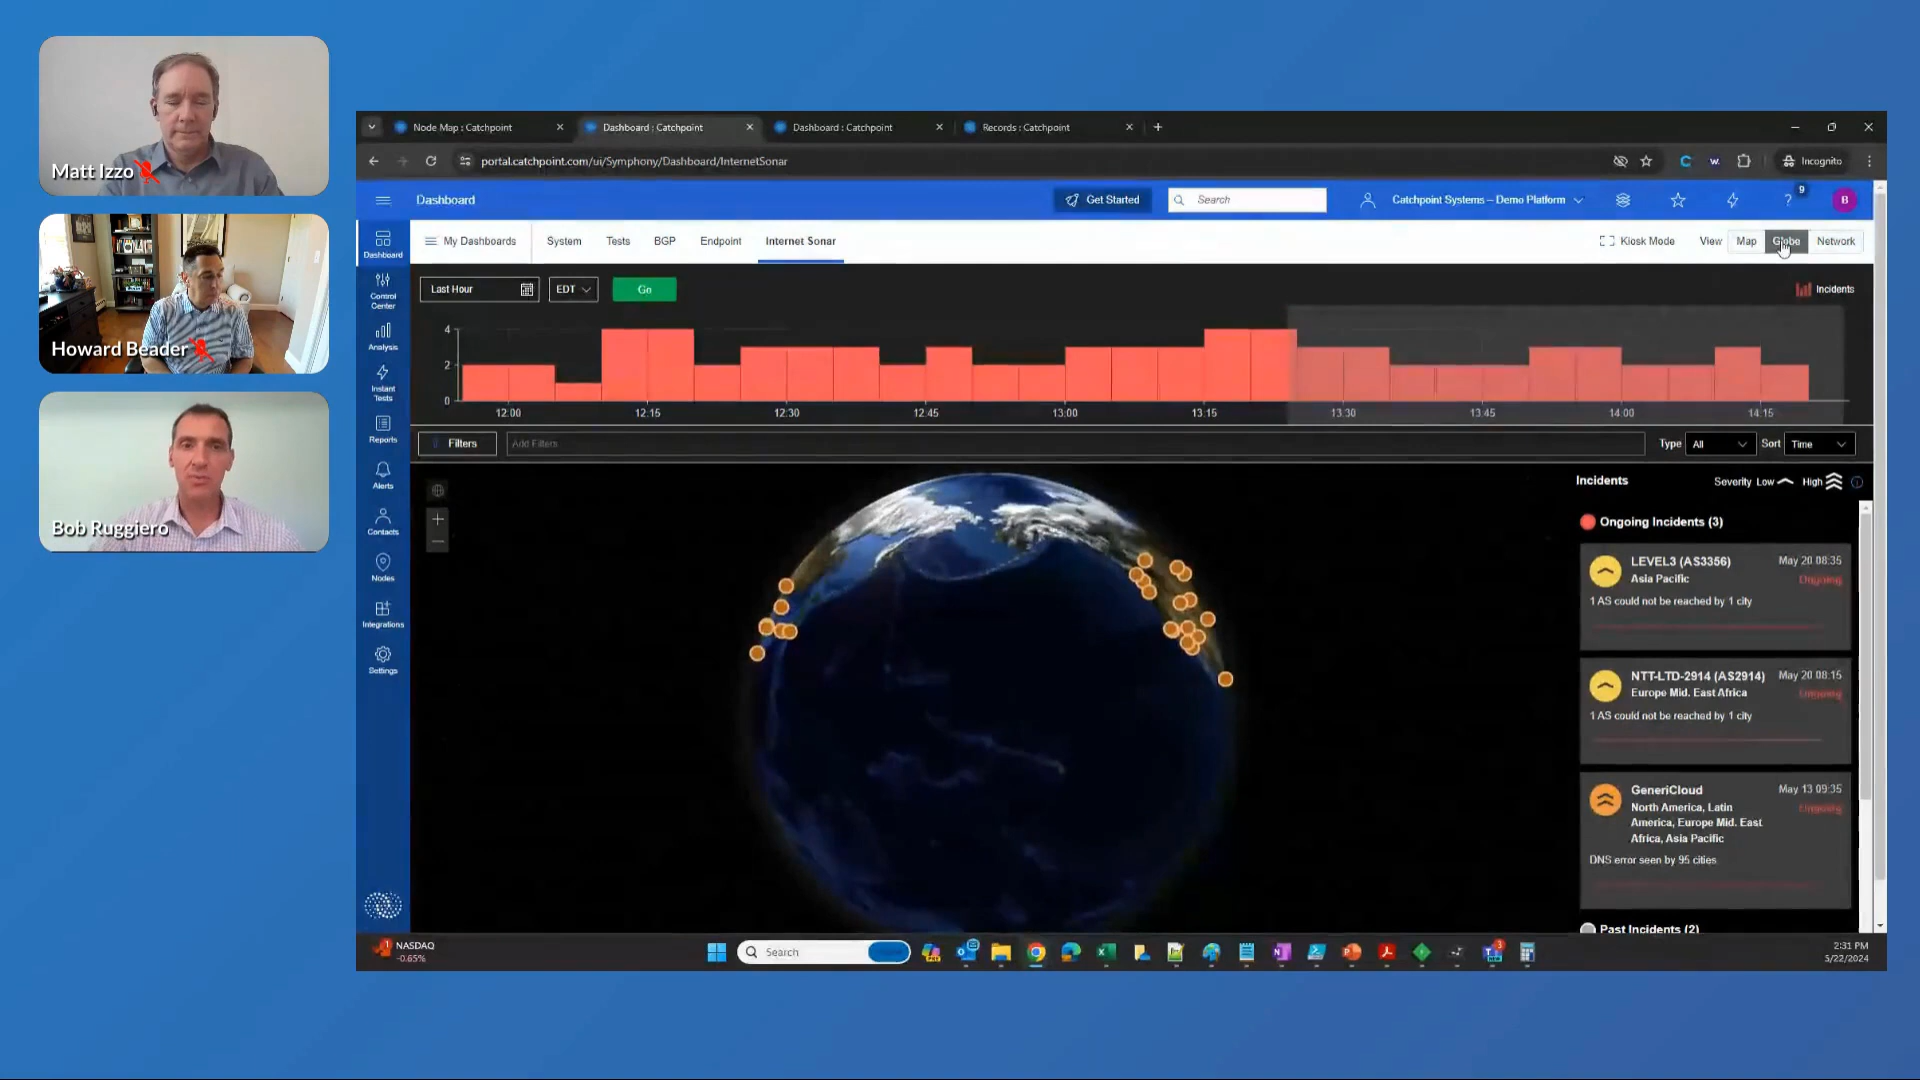 Matt Izzo
Howard Beader
Bob Ruggiero
Node Map : Catchpoint
Dashboard : Catchpoint
Dashboard : Catchpoint
Records : Catchpoint
portal.catchpoint.com/ui/Symphony/Dashboard/InternetSonar
Incognito
Dashboard
Get Started
Search
Catchpoint Systems – Demo Platform
9
B
My Dashboards
System
Tests
BGP
Endpoint
Internet Sonar
Kiosk Mode
View
Map
Globe
Network
Dashboard
Control
Center
Analysis
Instant
Tests
Reports
Alerts
Contacts
Nodes
Integrations
Settings
Last Hour
EDT
Go
Incidents
4
2
0
12:00
12:15
12:30
12:45
13:00
13:15
13:30
13:45
14:00
14:15
Filters
Add Filters
Type
All
Sort
Time
Incidents
Severity Low
High
Ongoing Incidents (3)
LEVEL3 (AS3356)
May 20 08:35
Asia Pacific
Ongoing
1 AS could not be reached by 1 city
NTT-LTD-2914 (AS2914)
May 20 08:15
Europe Mid. East Africa
Ongoing
1 AS could not be reached by 1 city
GeneriCloud
May 13 09:35
North America, Latin
Ongoing
America, Europe Mid. East
Africa, Asia Pacific
DNS error seen by 95 cities
Past Incidents (2)
1
NASDAQ
-0.65%
Search
3
2:31 PM
5/22/2024